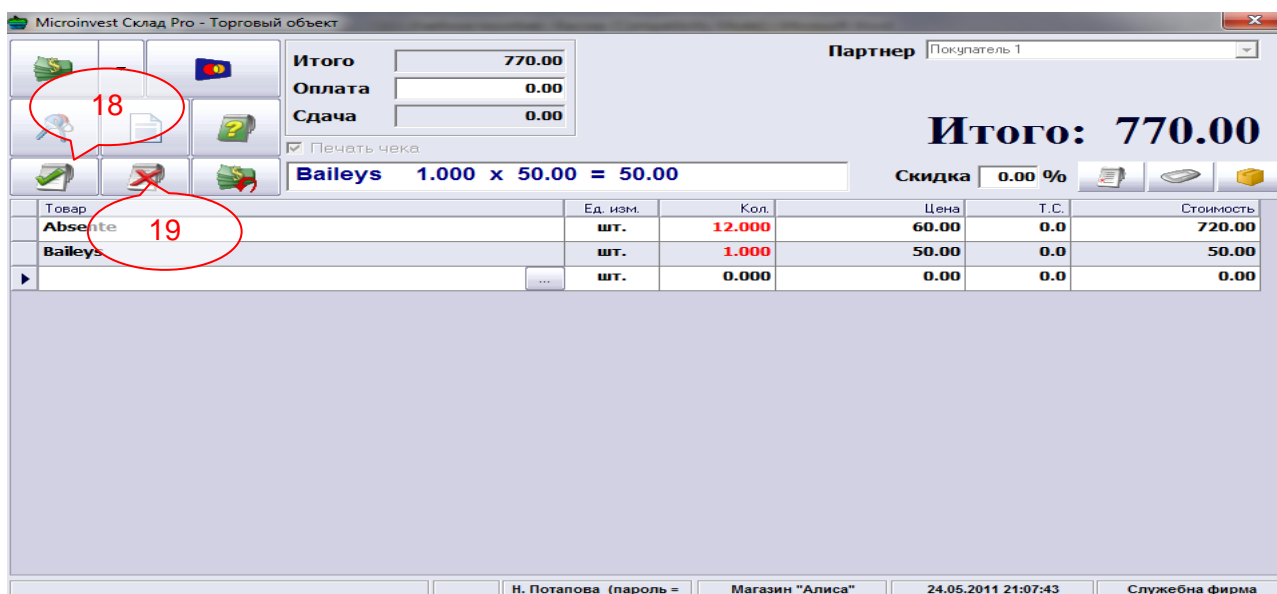 Microinvest Склад Pro - Торговый объект
Итого 770.00
Оплата 0.00
Сдача 0.00
Печать чека
Партнер Покупатель 1
Итого: 770.00
18
Baileys 1.000 x 50.00 = 50.00
Скидка 0.00 %
Товар Ед. изм. Кол. Цена Т.С. Стоимость
Absente шт. 12.000 60.00 0.0 720.00
19
Baileys шт. 1.000 50.00 0.0 50.00
... шт. 0.000 0.00 0.0 0.00
Н. Потапова (пароль = Магазин "Алиса" 24.05.2011 21:07:43 Служебна фирма